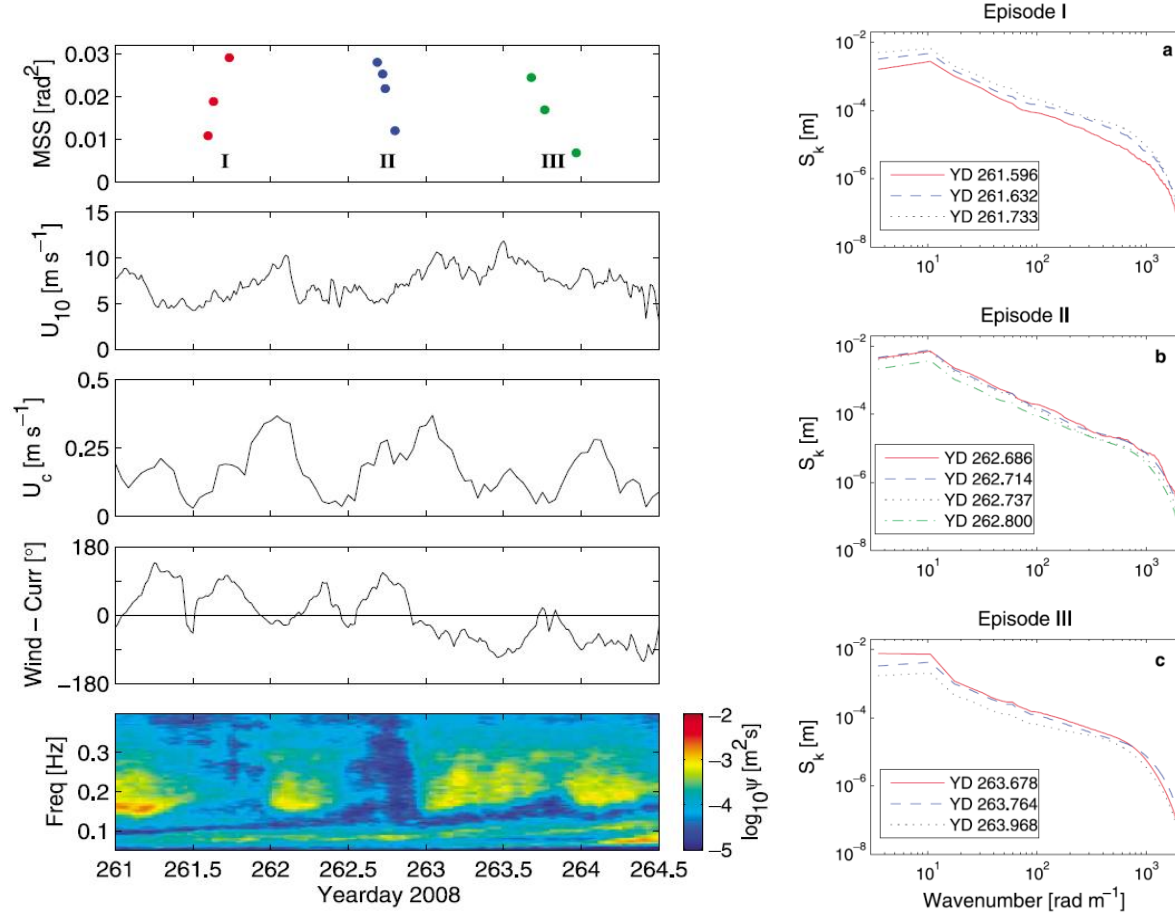 MSS [rad²]
0.03
0.02
0.01
0
I
II
III
U₁₀ [m s⁻¹]
15
10
5
0
U_c [m s⁻¹]
0.5
0.25
0
Wind – Curr [°]
180
0
−180
Freq [Hz]
0.3
0.2
0.1
261
261.5
262
262.5
263
263.5
264
264.5
Yearday 2008
−2
−3
−4
−5
log₁₀Ψ [m²s]
Episode I
a
S_k [m]
10⁻²
10⁻⁴
10⁻⁶
10⁻⁸
YD 261.596
YD 261.632
YD 261.733
10¹
10²
10³
Episode II
b
S_k [m]
10⁻²
10⁻⁴
10⁻⁶
10⁻⁸
YD 262.686
YD 262.714
YD 262.737
YD 262.800
10¹
10²
10³
Episode III
c
S_k [m]
10⁻²
10⁻⁴
10⁻⁶
10⁻⁸
YD 263.678
YD 263.764
YD 263.968
10¹
10²
10³
Wavenumber [rad m⁻¹]